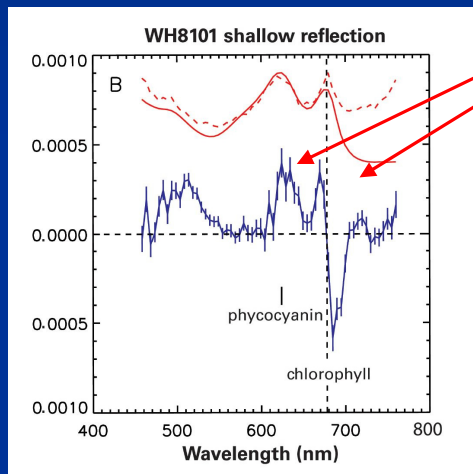 WH8101 shallow reflection
0.0010
B
0.0005
0.0000
phycocyanin
0.0005
chlorophyll
0.0010
400 500 600 700 800
Wavelength (nm)